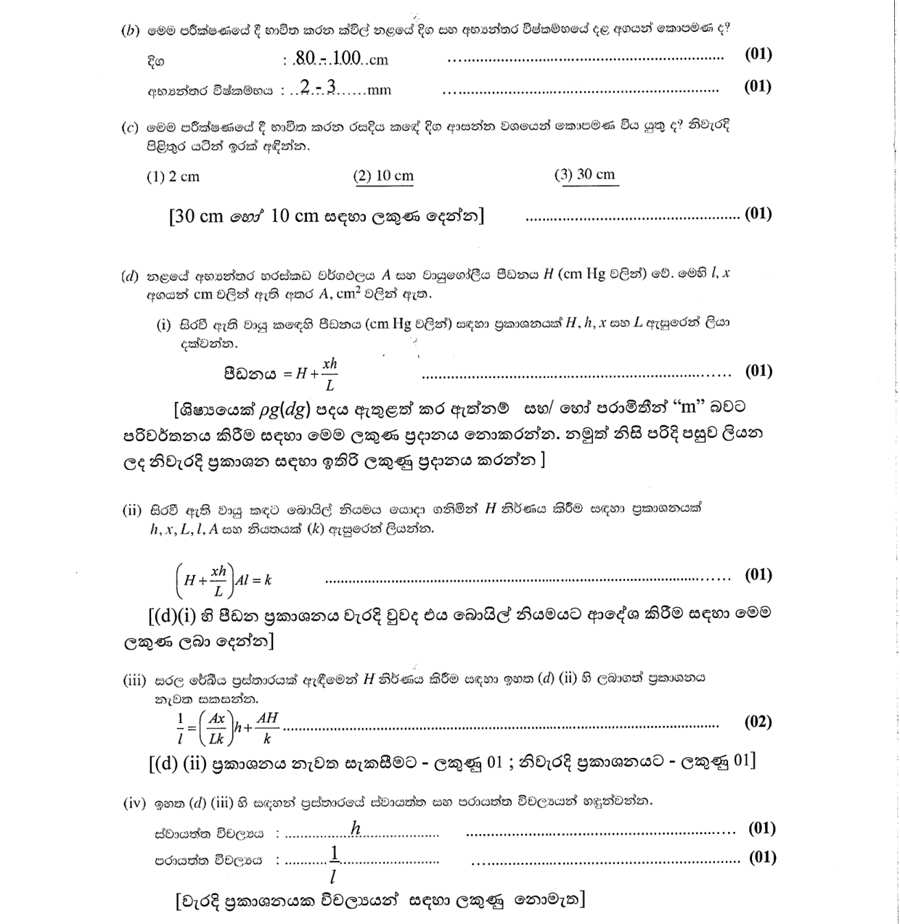 (b) මෙම පරීක්ෂණයේ දී භාවිත කරන ක්විල් නළයේ දිග සහ අභ්‍යන්තර විෂ්කම්භයේ දළ අගයන් කොපමණ ද?
දිග : ..80 - 100..cm ........................................................ (01)
අභ්‍යන්තර විෂ්කම්භය : ...2 - 3......mm ........................................................ (01)
(c) මෙම පරීක්ෂණයේ දී භාවිත කරන රසදිය කඳේ දිග ආසන්න වශයෙන් කොපමණ විය යුතු ද? නිවැරදි
පිළිතුර යටින් ඉරක් අඳින්න.
(1) 2 cm (2) 10 cm (3) 30 cm
[30 cm හෝ 10 cm සඳහා ලකුණ දෙන්න] ........................................... (01)
(d) නළයේ අභ්‍යන්තර හරස්කඩ වර්ගඵලය A සහ වායුගෝලීය පීඩනය H (cm Hg වලින්) වේ. මෙහි l, x
අගයන් cm වලින් ඇති අතර A, cm² වලින් ඇත.
(i) සිරවී ඇති වායු කඳෙහි පීඩනය (cm Hg වලින්) සඳහා ප්‍රකාශනයක් H, h, x සහ L ඇසුරෙන් ලියා
දක්වන්න.
පීඩනය = H + xh/L ........................................................ (01)
[ශිෂ්‍යයෙක් ρg(dg) පදය ඇතුළත් කර ඇත්නම් සහ/ හෝ පරාමිතීන් “m” බවට
පරිවර්තනය කිරීම සඳහා මෙම ලකුණ ප්‍රදානය නොකරන්න. නමුත් නිසි පරිදි පසුව ලියන
ලද නිවැරදි ප්‍රකාශන සඳහා ඉතිරි ලකුණු ප්‍රදානය කරන්න ]
(ii) සිරවී ඇති වායු කඳට බොයිල් නියමය යොදා ගනිමින් H නිර්ණය කිරීම සඳහා ප්‍රකාශනයක්
h, x, L, l, A සහ නියතයක් (k) ඇසුරෙන් ලියන්න.
(H + xh/L) Al = k ........................................................ (01)
[(d)(i) හි පීඩන ප්‍රකාශනය වැරදි වුවද එය බොයිල් නියමයට ආදේශ කිරීම සඳහා මෙම
ලකුණ ලබා දෙන්න]
(iii) සරල රේඛීය ප්‍රස්තාරයක් ඇඳීමෙන් H නිර්ණය කිරීම සඳහා ඉහත (d) (ii) හි ලබාගත් ප්‍රකාශනය
නැවත සකසන්න.
1/l = (Ax/Lk) h + AH/k ........................................................ (02)
[(d) (ii) ප්‍රකාශනය නැවත සැකසීමට - ලකුණු 01 ; නිවැරදි ප්‍රකාශනයට - ලකුණු 01]
(iv) ඉහත (d) (iii) හි සඳහන් ප්‍රස්තාරයේ ස්වායත්ත සහ පරායත්ත විචල්‍යයන් හඳුන්වන්න.
ස්වායත්ත විචල්‍යය : ..............h.................. ........................................................ (01)
පරායත්ත විචල්‍යය : ...........1/l.................... ........................................................ (01)
[වැරදි ප්‍රකාශනයක විචල්‍යයන් සඳහා ලකුණු නොමැත]